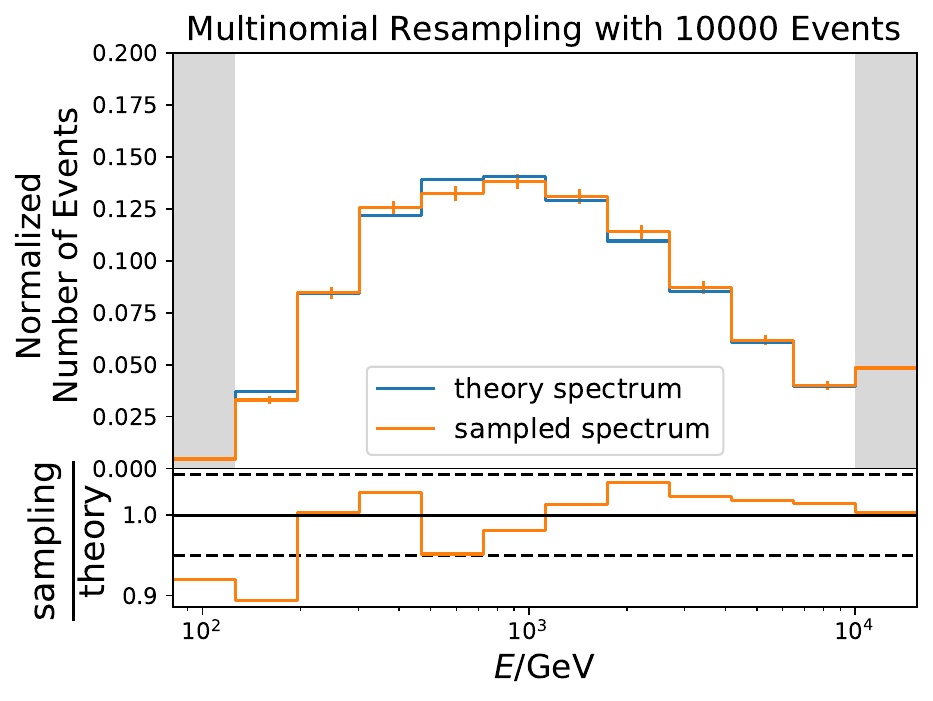 Multinomial Resampling with 10000 Events
Normalized
Number of Events
0.200
0.175
0.150
0.125
0.100
0.075
0.050
0.025
0.000
theory spectrum
sampled spectrum
sampling
theory
1.0
0.9
10²
10³
10⁴
E/GeV